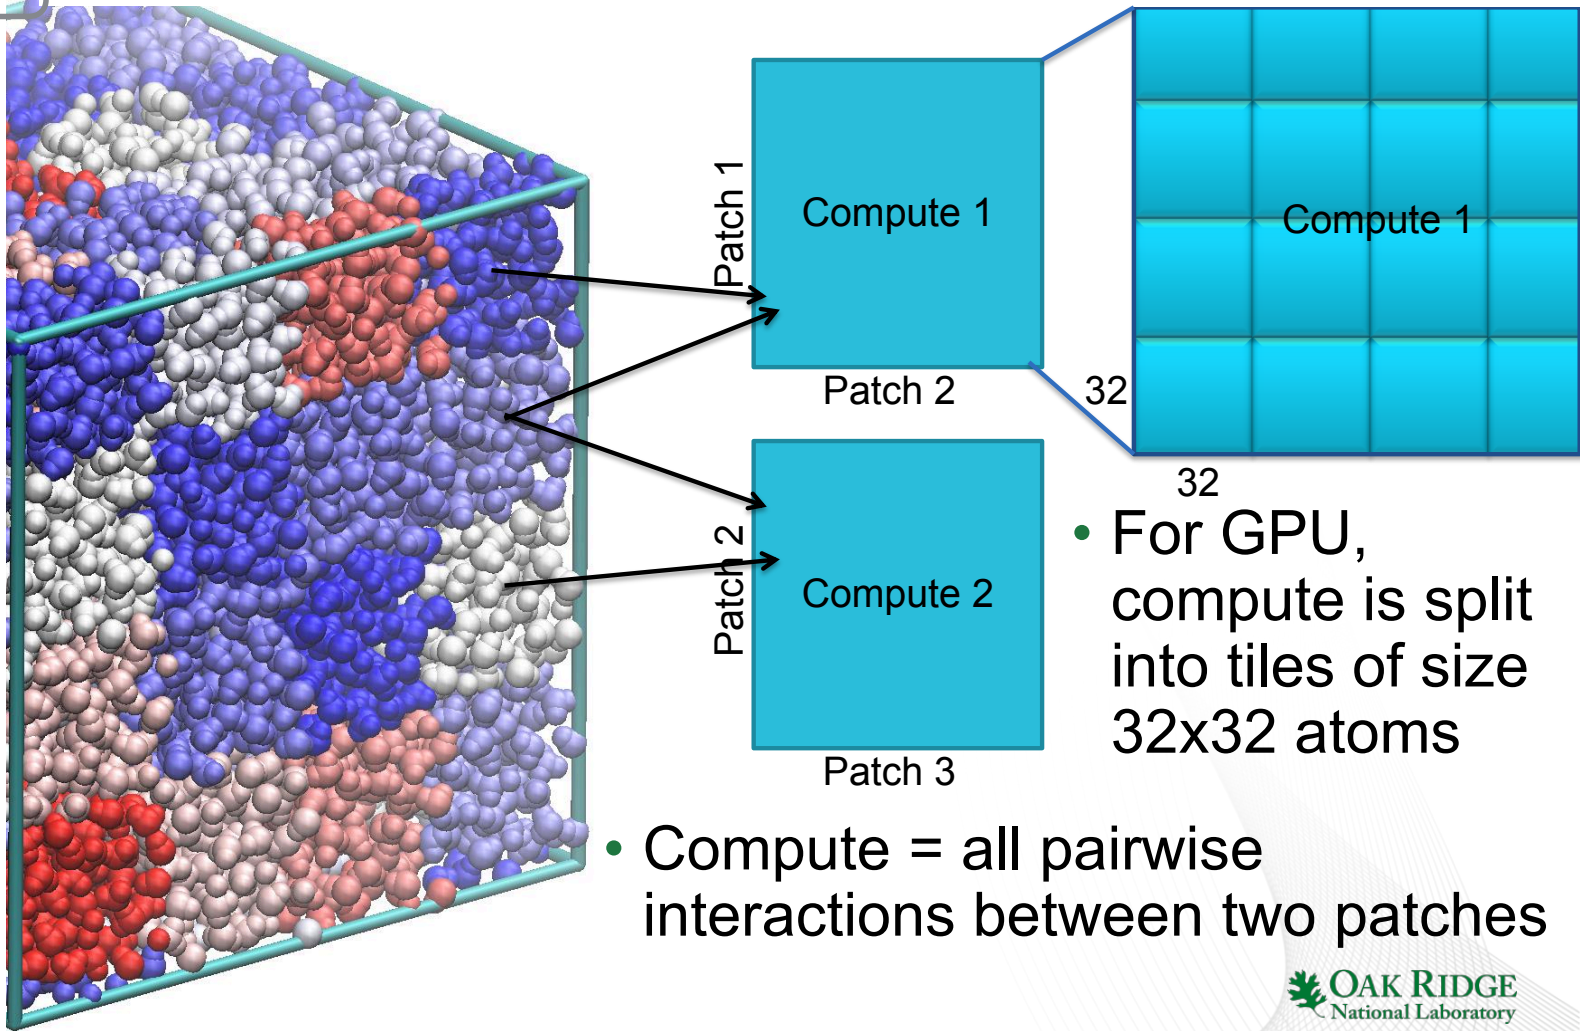 Patch 1
Compute 1
Patch 2
Compute 1
32
32
Patch 2
Compute 2
Patch 3
• For GPU,
compute is split
into tiles of size
32x32 atoms
• Compute = all pairwise
interactions between two patches
OAK RIDGE
National Laboratory